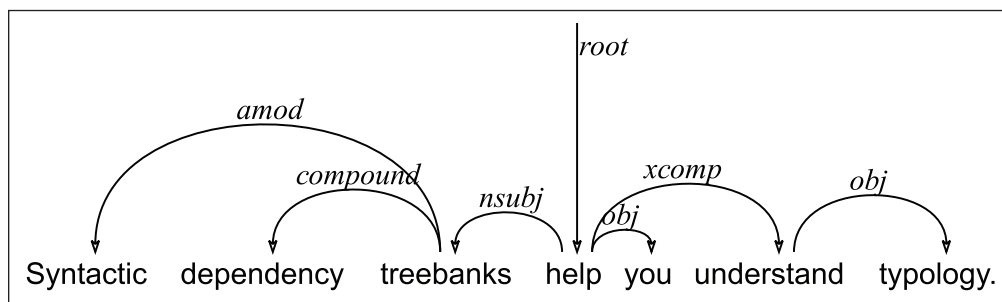 root
amod
compound nsubj obj xcomp obj
Syntactic dependency treebanks help you understand typology.